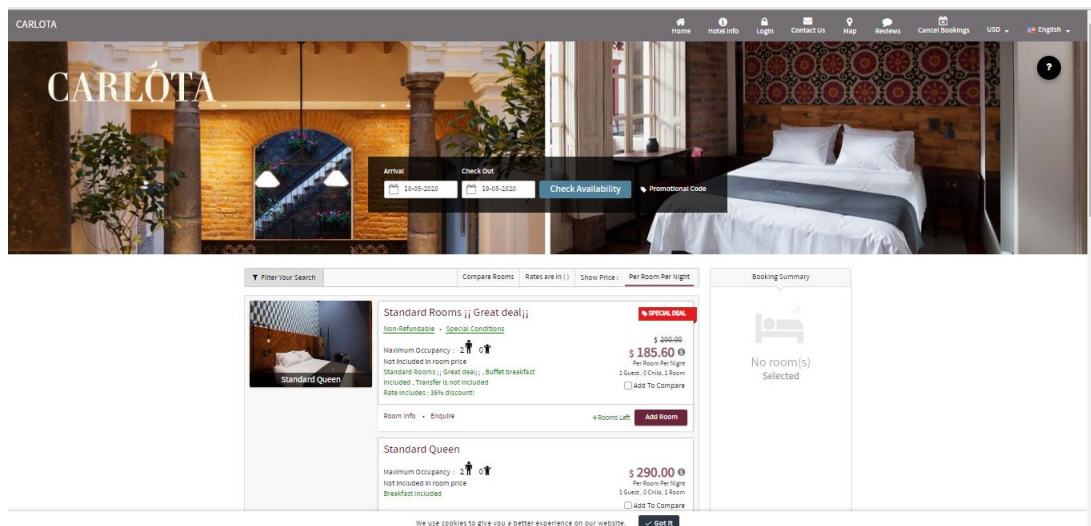 CARLOTA
Home
Hotel Info
Login
Contact Us
Map
Reviews
Cancel Bookings
USD
English
CARLOTA
?
Arrival
Check Out
18-05-2020
19-05-2020
Check Availability
Promotional Code
Filter Your Search
Compare Rooms
Rates are in ( )
Show Price :
Per Room Per Night
Booking Summary
Standard Rooms ¡¡ Great deal¡¡
SPECIAL DEAL
Non-Refundable • Special Conditions
$ 290.00
Maximum Occupancy : 2 0
$ 185.60
Not included in room price
Per Room Per Night
Standard Rooms ¡¡ Great deal¡¡ , Buffet breakfast
1 Guest , 0 Child, 1 Room
included , Transfer is not included
Add To Compare
Rate Includes : 36% discount!
Standard Queen
No room(s)
Selected
Room Info • Enquire
4 Rooms Left
Add Room
Standard Queen
Maximum Occupancy : 2 0
$ 290.00
Not included in room price
Per Room Per Night
Breakfast Included
1 Guest , 0 Child, 1 Room
Add To Compare
We use cookies to give you a better experience on our website.
Got it